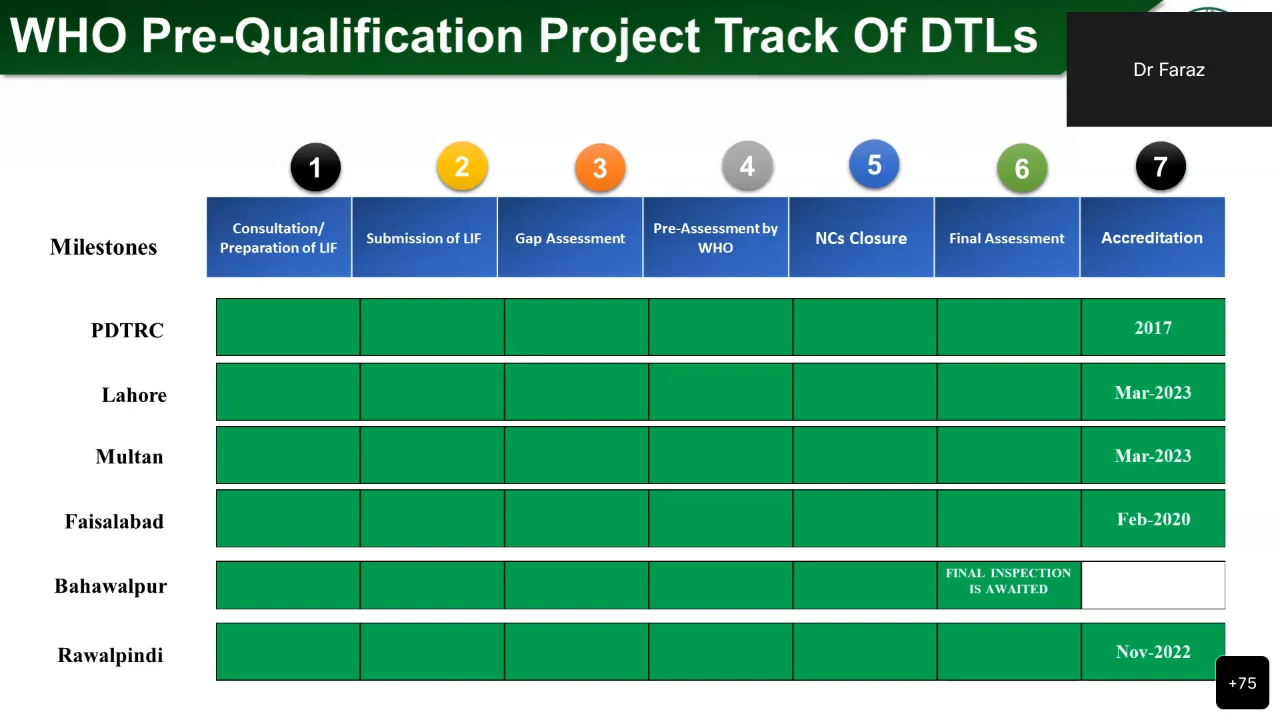 WHO Pre-Qualification Project Track Of DTLs
Dr Faraz
1 2 3 4 5 6 7
Milestones
Consultation/
Preparation of LIF
Submission of LIF
Gap Assessment
Pre-Assessment by
WHO
NCs Closure
Final Assessment
Accreditation
PDTRC
2017
Lahore
Mar-2023
Multan
Mar-2023
Faisalabad
Feb-2020
Bahawalpur
FINAL INSPECTION
IS AWAITED
Rawalpindi
Nov-2022
+75